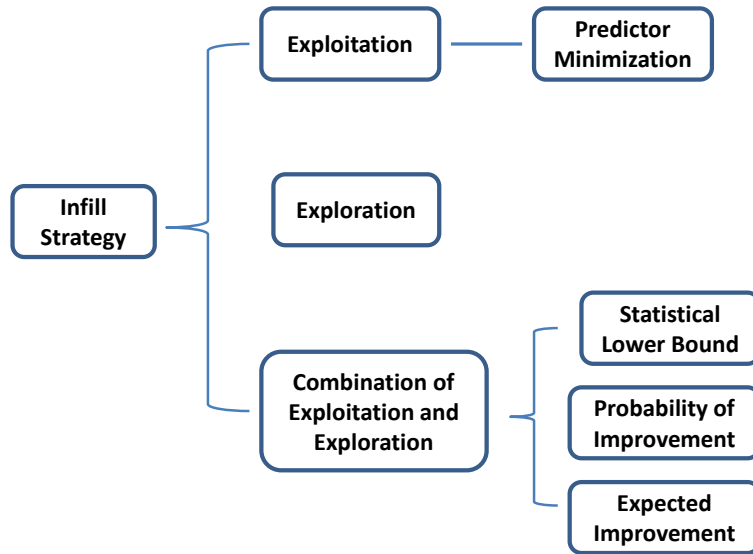 Exploitation
Predictor
Minimization
Infill
Strategy
Exploration
Combination of
Exploitation and
Exploration
Statistical
Lower Bound
Probability of
Improvement
Expected
Improvement